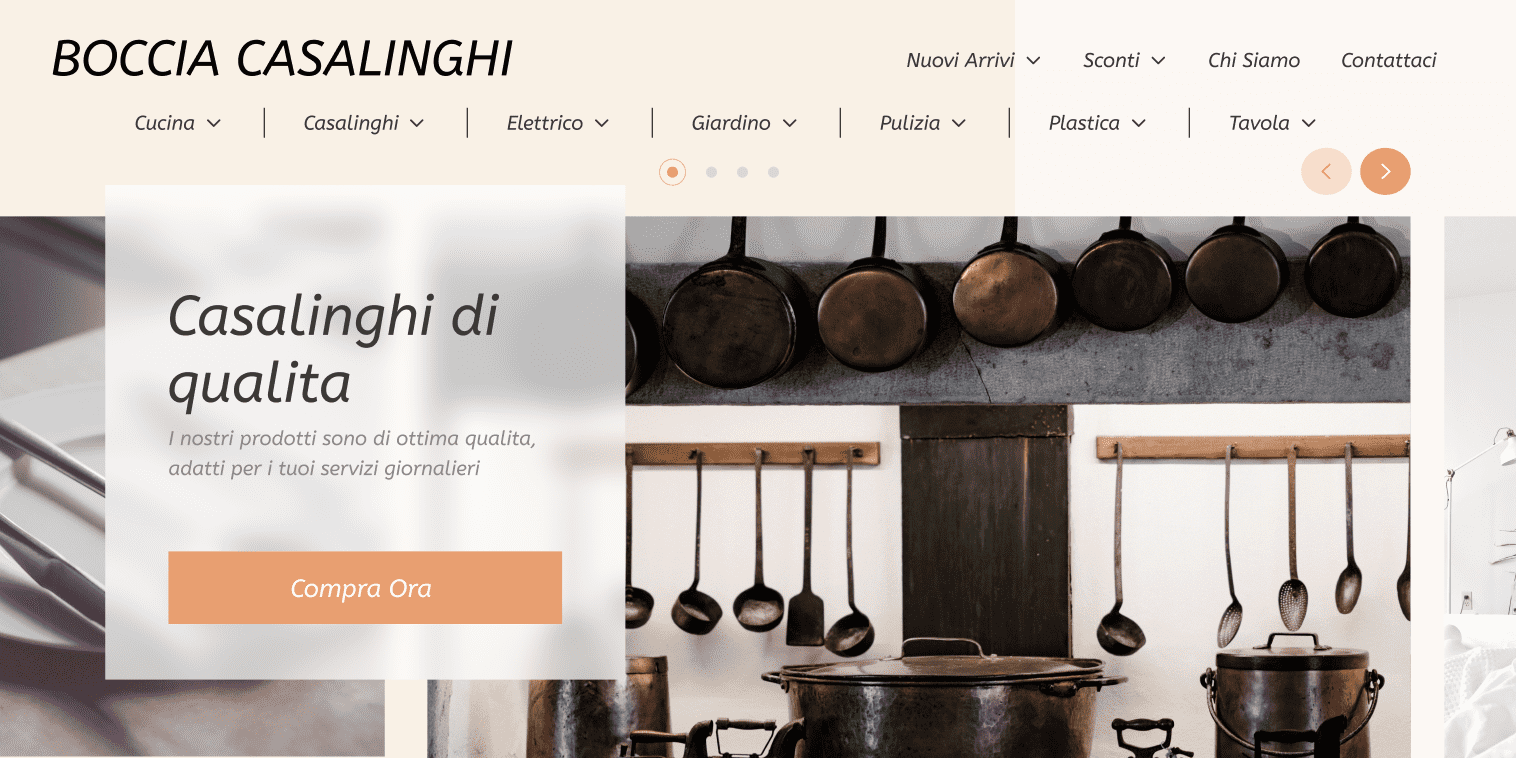 BOCCIA CASALINGHI
Nuovi Arrivi Sconti Chi Siamo Contattaci
Cucina Casalinghi Elettrico Giardino Pulizia Plastica Tavola
Casalinghi di
qualita
I nostri prodotti sono di ottima qualita,
adatti per i tuoi servizi giornalieri
Compra Ora